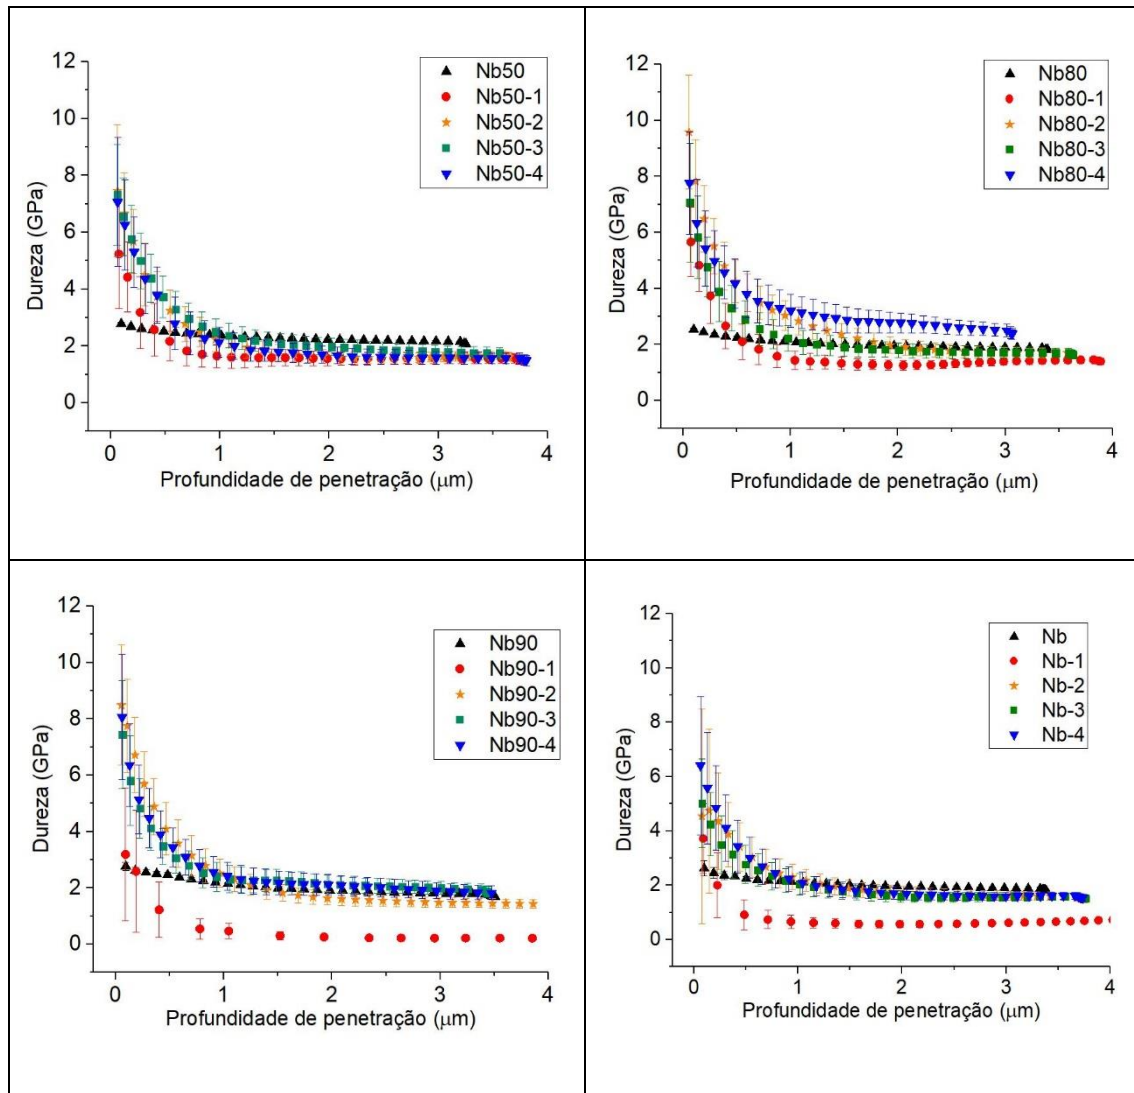 12
10
8
6
4
2
0
Dureza (GPa)
Nb50
Nb50-1
Nb50-2
Nb50-3
Nb50-4
0 1 2 3 4
Profundidade de penetração (μm)
12
10
8
6
4
2
0
Dureza (GPa)
Nb80
Nb80-1
Nb80-2
Nb80-3
Nb80-4
0 1 2 3 4
Profundidade de penetração (μm)
12
10
8
6
4
2
0
Dureza (GPa)
Nb90
Nb90-1
Nb90-2
Nb90-3
Nb90-4
0 1 2 3 4
Profundidade de penetração (μm)
12
10
8
6
4
2
0
Dureza (GPa)
Nb
Nb-1
Nb-2
Nb-3
Nb-4
0 1 2 3 4
Profundidade de penetração (μm)